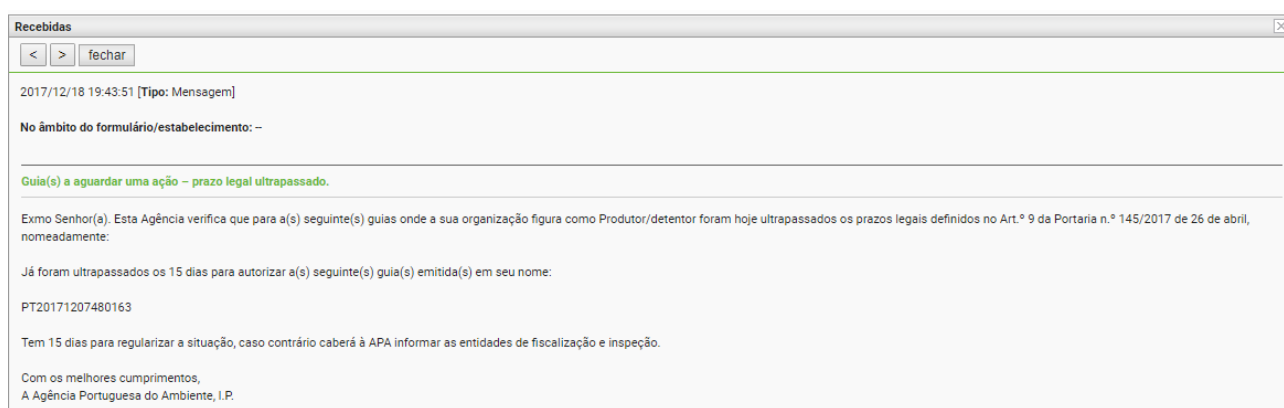 Recebidas
< > fechar
2017/12/18 19:43:51 [Tipo: Mensagem]
No âmbito do formulário/estabelecimento: –
Guia(s) a aguardar uma ação – prazo legal ultrapassado.
Exmo Senhor(a). Esta Agência verifica que para a(s) seguinte(s) guias onde a sua organização figura como Produtor/detentor foram hoje ultrapassados os prazos legais definidos no Art.º 9 da Portaria n.º 145/2017 de 26 de abril,
nomeadamente:
Já foram ultrapassados os 15 dias para autorizar a(s) seguinte(s) guia(s) emitida(s) em seu nome:
PT20171207480163
Tem 15 dias para regularizar a situação, caso contrário caberá à APA informar as entidades de fiscalização e inspeção.
Com os melhores cumprimentos,
A Agência Portuguesa do Ambiente, I.P.